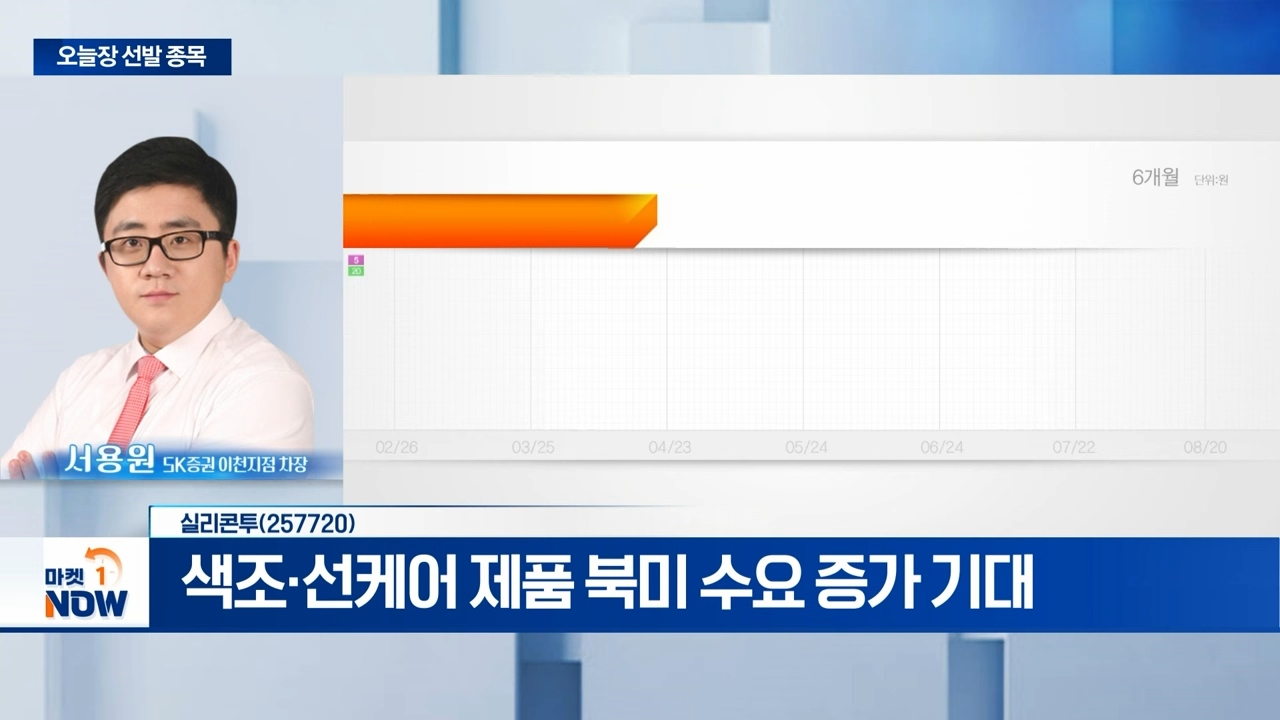 오늘장 선발 종목
6개월 단위:원
5
20
02/26 03/25 04/23 05/24 06/24 07/22 08/20
서용원 SK증권 이천지점 차장
실리콘투(257720)
마켓 1
NOW
색조·선케어 제품 북미 수요 증가 기대